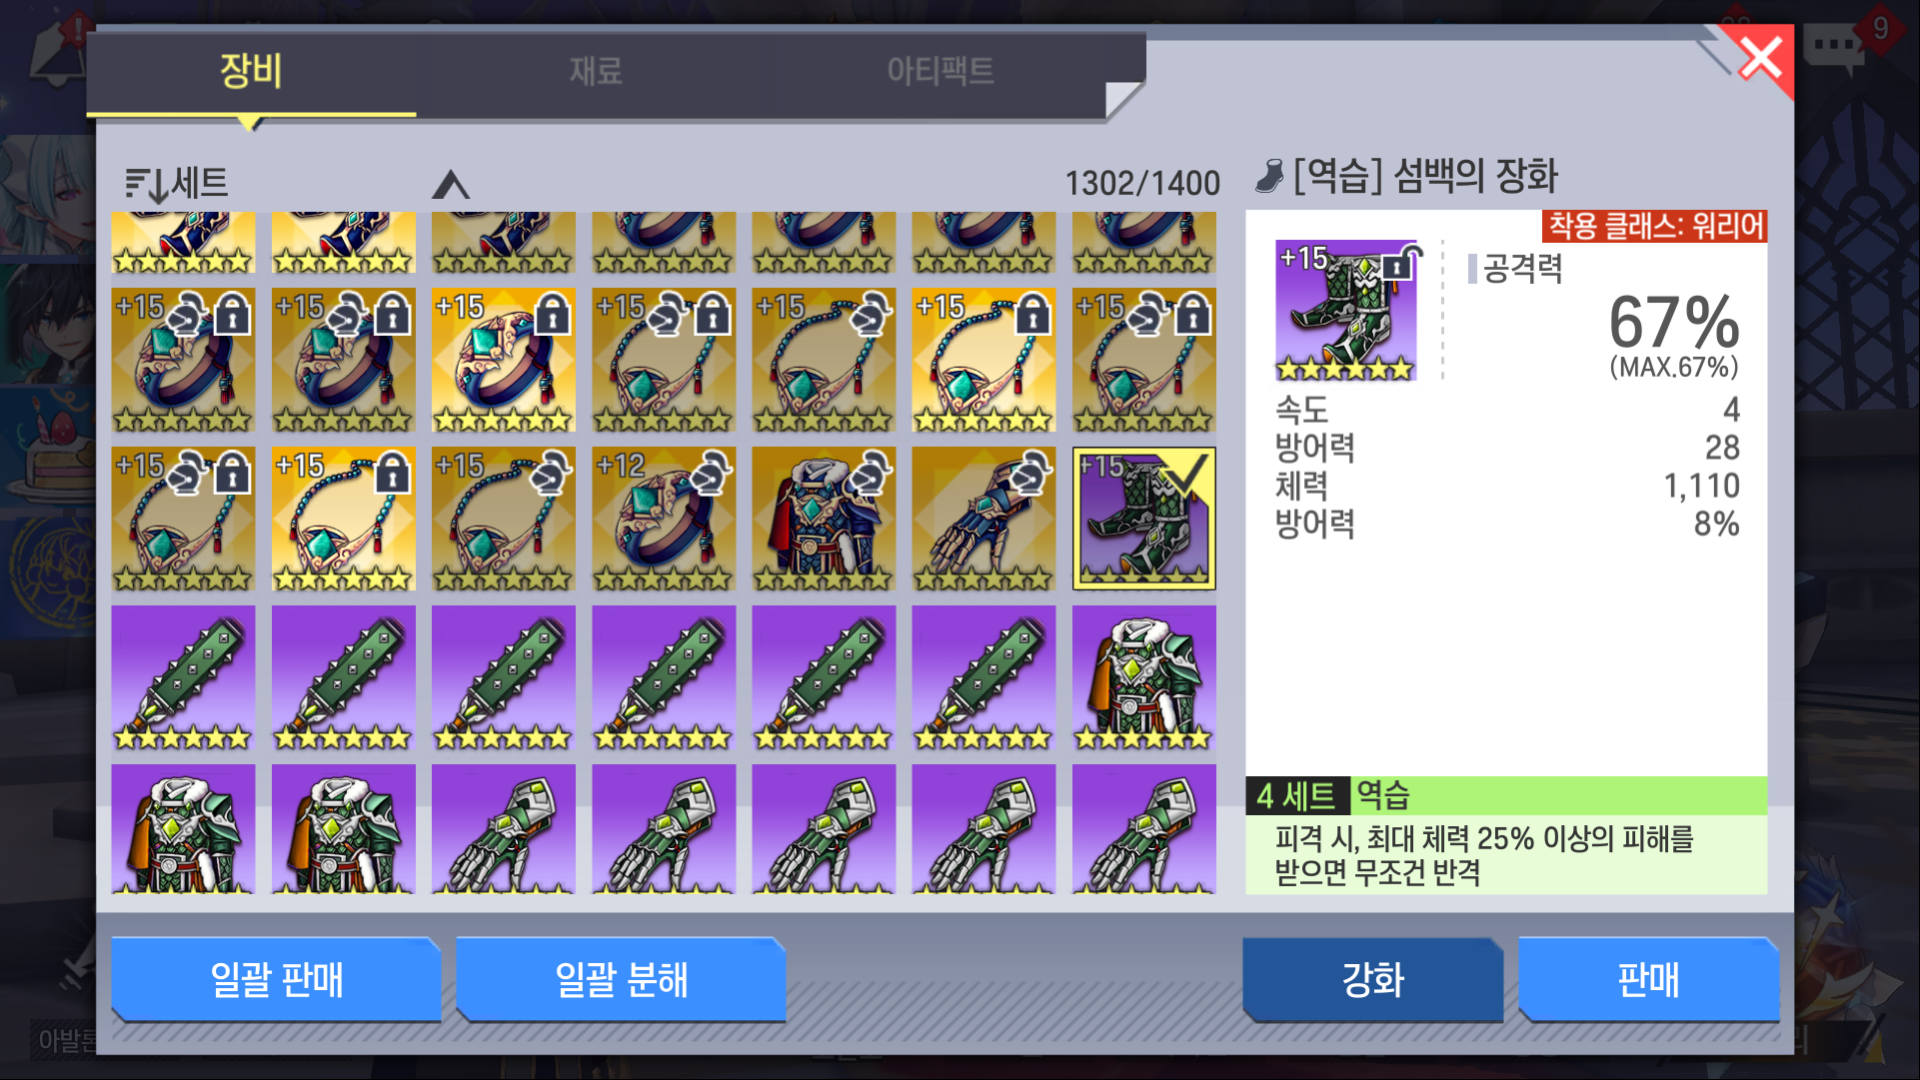 장비
재료
아티팩트
9
세트
1302/1400
[역습] 섬백의 장화
착용 클래스: 워리어
+15
공격력
67%
(MAX.67%)
속도 4
방어력 28
체력 1,110
방어력 8%
+15 +15 +15 +15 +15 +15 +15
+15 +15 +15 +12 +15
4 세트 역습
피격 시, 최대 체력 25% 이상의 피해를
받으면 무조건 반격
일괄 판매
일괄 분해
강화
판매
아발론